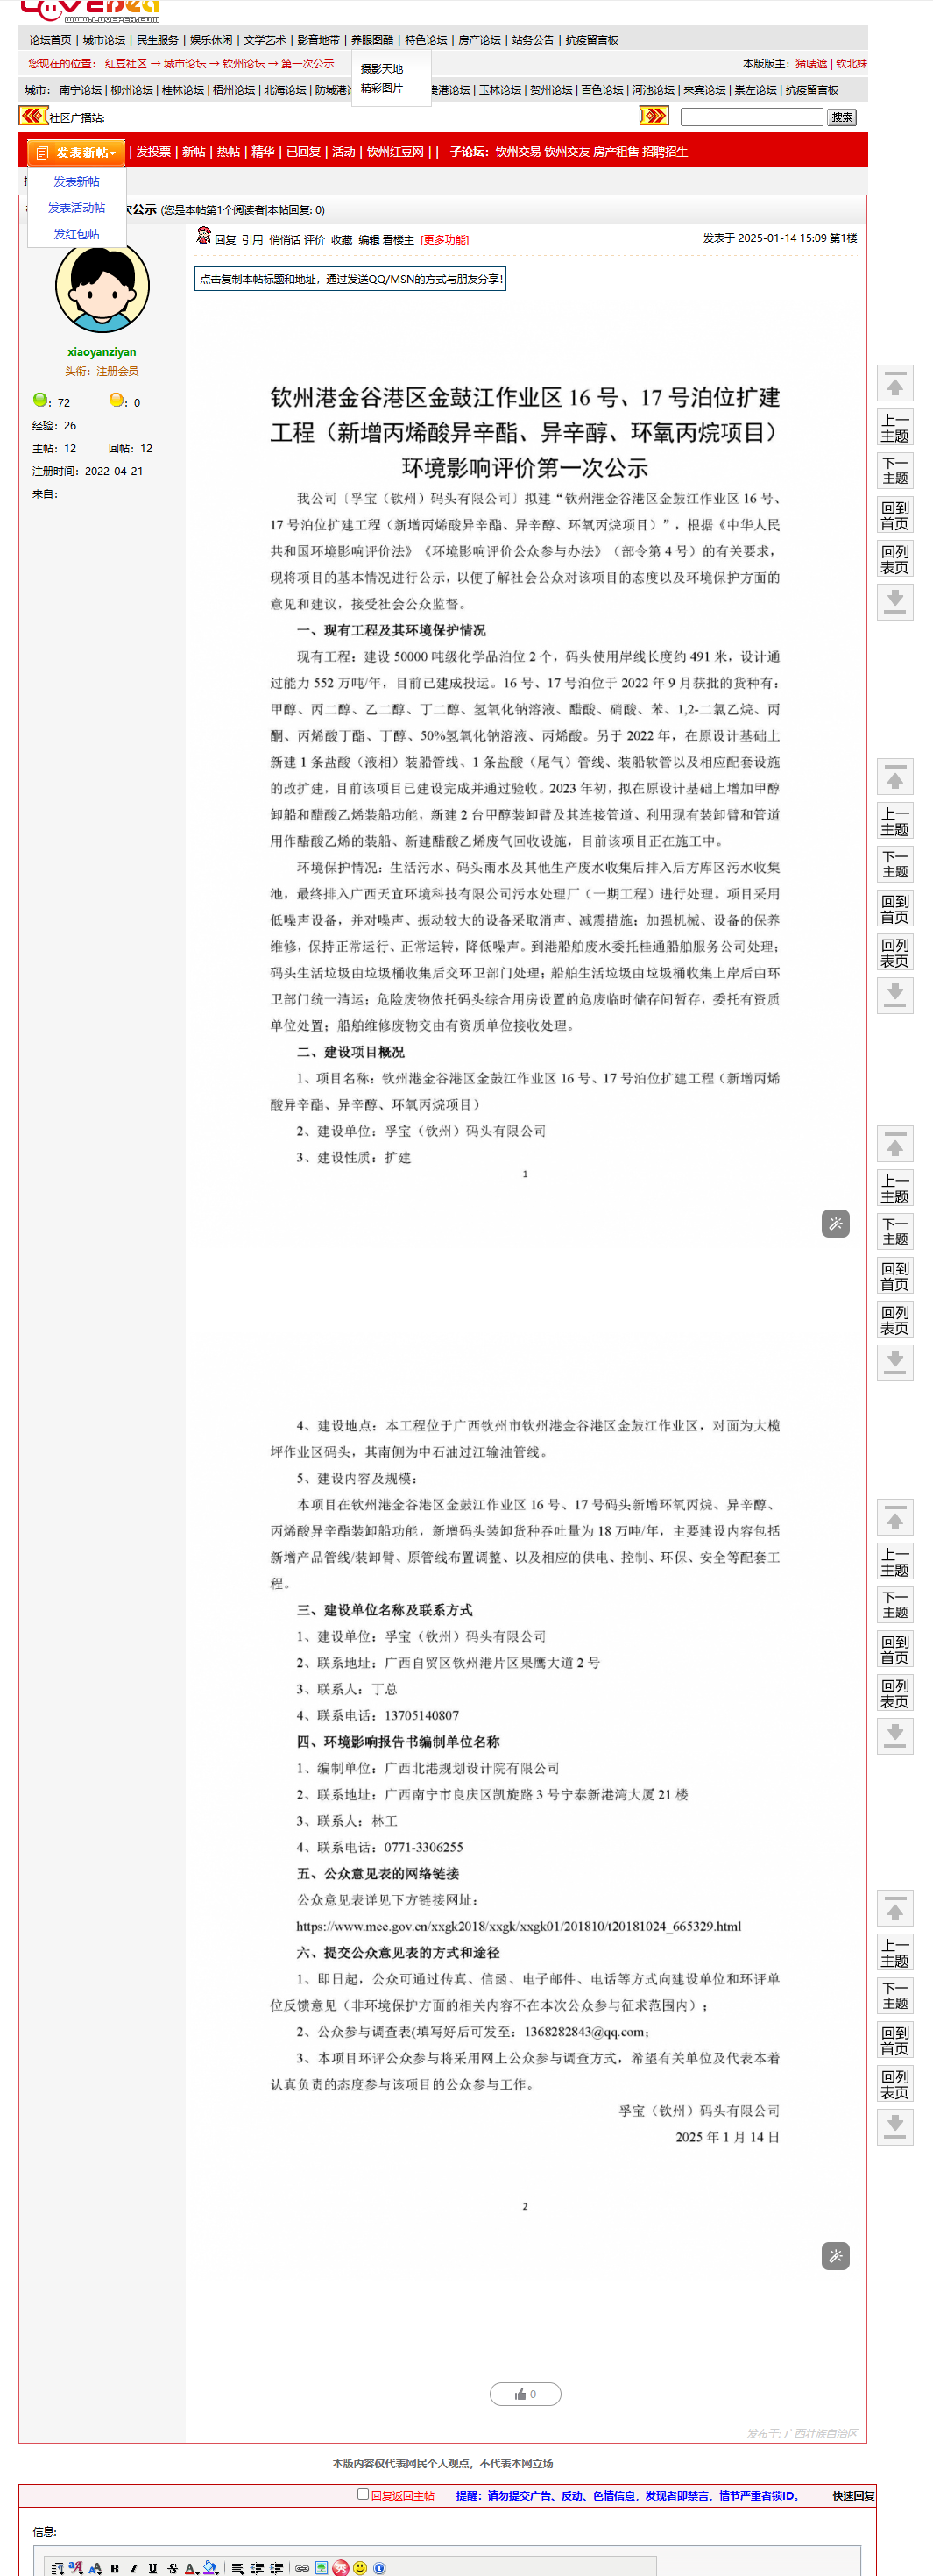 LOVEBEA
WWW.LOVEPER.COM
论坛首页 | 城市论坛 | 民生服务 | 娱乐休闲 | 文学艺术 | 影音地带 | 养眼图酷 | 特色论坛 | 房产论坛 | 站务公告 | 抗疫留言板
您现在的位置： 红豆社区 → 城市论坛 → 钦州论坛 → 第一次公示
本版版主：猪啧遮 | 钦北妹
摄影天地
精彩图片
城市： 南宁论坛 | 柳州论坛 | 桂林论坛 | 梧州论坛 | 北海论坛 | 防城港 贵港论坛 | 玉林论坛 | 贺州论坛 | 百色论坛 | 河池论坛 | 来宾论坛 | 崇左论坛 | 抗疫留言板
社区广播站:
搜索
发表新帖 | 发投票 | 新帖 | 热帖 | 精华 | 已回复 | 活动 | 钦州红豆网 | | 子论坛：钦州交易 钦州交友 房产租售 招聘招生
发表新帖
发表活动帖
发红包帖
次公示 (您是本帖第1个阅读者|本帖回复: 0)
回复 引用 悄悄话 评价 收藏 编辑 看楼主 [更多功能]
发表于 2025-01-14 15:09 第1楼
点击复制本帖标题和地址，通过发送QQ/MSN的方式与朋友分享!
xiaoyanziyan
头衔：注册会员
：72 ：0
经验：26
主帖：12 回帖：12
注册时间：2022-04-21
来自：
钦州港金谷港区金鼓江作业区 16 号、17 号泊位扩建
工程（新增丙烯酸异辛酯、异辛醇、环氧丙烷项目）
环境影响评价第一次公示
我公司〔孚宝（钦州）码头有限公司〕拟建“钦州港金谷港区金鼓江作业区 16 号、
17 号泊位扩建工程（新增丙烯酸异辛酯、异辛醇、环氧丙烷项目）”，根据《中华人民
共和国环境影响评价法》《环境影响评价公众参与办法》（部令第 4 号）的有关要求，
现将项目的基本情况进行公示，以便了解社会公众对该项目的态度以及环境保护方面的
意见和建议，接受社会公众监督。
一、现有工程及其环境保护情况
现有工程：建设 50000 吨级化学品泊位 2 个，码头使用岸线长度约 491 米，设计通
过能力 552 万吨/年，目前已建成投运。16 号、17 号泊位于 2022 年 9 月获批的货种有：
甲醇、丙二醇、乙二醇、丁二醇、氢氧化钠溶液、醋酸、硝酸、苯、1,2-二氯乙烷、丙
酮、丙烯酸丁酯、丁醇、50%氢氧化钠溶液、丙烯酸。另于 2022 年，在原设计基础上
新建 1 条盐酸（液相）装船管线、1 条盐酸（尾气）管线、装船软管以及相应配套设施
的改扩建，目前该项目已建设完成并通过验收。2023 年初，拟在原设计基础上增加甲醇
卸船和醋酸乙烯装船功能，新建 2 台甲醇装卸臂及其连接管道、利用现有装卸臂和管道
用作醋酸乙烯的装船、新建醋酸乙烯废气回收设施，目前该项目正在施工中。
环境保护情况：生活污水、码头雨水及其他生产废水收集后排入后方库区污水收集
池，最终排入广西天宜环境科技有限公司污水处理厂（一期工程）进行处理。项目采用
低噪声设备，并对噪声、振动较大的设备采取消声、减震措施；加强机械、设备的保养
维修，保持正常运行、正常运转，降低噪声。到港船舶废水委托桂通船舶服务公司处理；
码头生活垃圾由垃圾桶收集后交环卫部门处理；船舶生活垃圾由垃圾桶收集上岸后由环
卫部门统一清运；危险废物依托码头综合用房设置的危废临时储存间暂存，委托有资质
单位处置；船舶维修废物交由有资质单位接收处理。
二、建设项目概况
1、项目名称：钦州港金谷港区金鼓江作业区 16 号、17 号泊位扩建工程（新增丙烯
酸异辛酯、异辛醇、环氧丙烷项目）
2、建设单位：孚宝（钦州）码头有限公司
3、建设性质：扩建
1
4、建设地点：本工程位于广西钦州市钦州港金谷港区金鼓江作业区，对面为大榄
坪作业区码头，其南侧为中石油过江输油管线。
5、建设内容及规模：
本项目在钦州港金谷港区金鼓江作业区 16 号、17 号码头新增环氧丙烷、异辛醇、
丙烯酸异辛酯装卸船功能，新增码头装卸货种吞吐量为 18 万吨/年，主要建设内容包括
新增产品管线/装卸臂、原管线布置调整、以及相应的供电、控制、环保、安全等配套工
程。
三、建设单位名称及联系方式
1、建设单位：孚宝（钦州）码头有限公司
2、联系地址：广西自贸区钦州港片区果鹰大道 2 号
3、联系人：丁总
4、联系电话：13705140807
四、环境影响报告书编制单位名称
1、编制单位：广西北港规划设计院有限公司
2、联系地址：广西南宁市良庆区凯旋路 3 号宁泰新港湾大厦 21 楼
3、联系人：林工
4、联系电话：0771-3306255
五、公众意见表的网络链接
公众意见表详见下方链接网址：
https://www.mee.gov.cn/xxgk2018/xxgk/xxgk01/201810/t20181024_665329.html
六、提交公众意见表的方式和途径
1、即日起，公众可通过传真、信函、电子邮件、电话等方式向建设单位和环评单
位反馈意见（非环境保护方面的相关内容不在本次公众参与征求范围内）；
2、公众参与调查表(填写好后可发至：1368282843@qq.com；
3、本项目环评公众参与将采用网上公众参与调查方式，希望有关单位及代表本着
认真负责的态度参与该项目的公众参与工作。
孚宝（钦州）码头有限公司
2025 年 1 月 14 日
2
0
发布于: 广西壮族自治区
上一
主题
下一
主题
回到
首页
回列
表页
上一
主题
下一
主题
回到
首页
回列
表页
上一
主题
下一
主题
回到
首页
回列
表页
上一
主题
下一
主题
回到
首页
回列
表页
上一
主题
下一
主题
回到
首页
回列
表页
本版内容仅代表网民个人观点，不代表本网立场
回复返回主帖 提醒：请勿提交广告、反动、色情信息，发现者即禁言，情节严重者锁ID。 快速回复
信息: